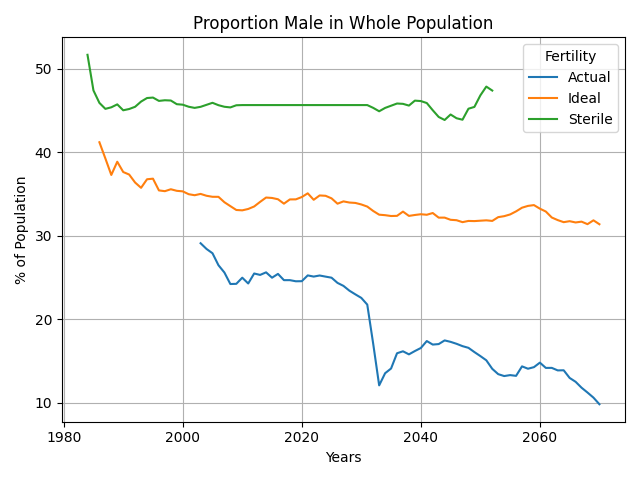 Proportion Male in Whole Population
% of Population
50
40
30
20
10
Fertility
Actual
Ideal
Sterile
1980
2000
2020
2040
2060
Years